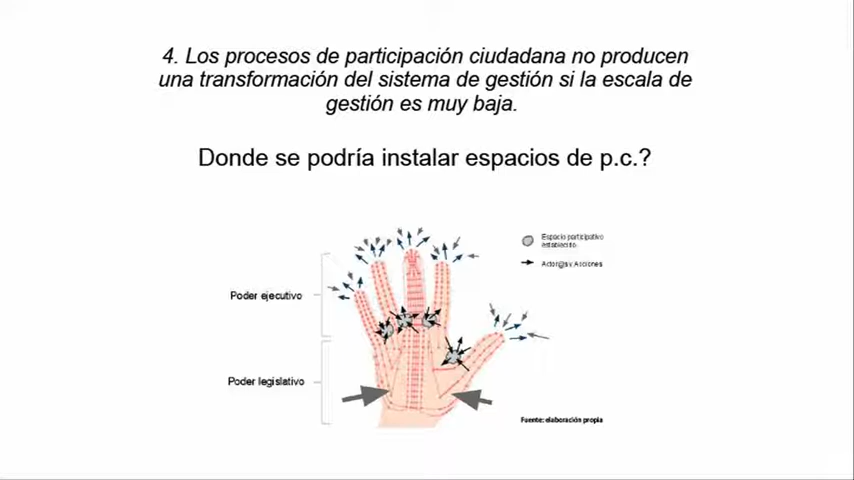 4. Los procesos de participación ciudadana no producen
una transformación del sistema de gestión si la escala de
gestión es muy baja.
Donde se podría instalar espacios de p.c.?
Espacio participativo
establecido
Actor@s y Acciones
Poder ejecutivo
Poder legislativo
Fuente: elaboración propia